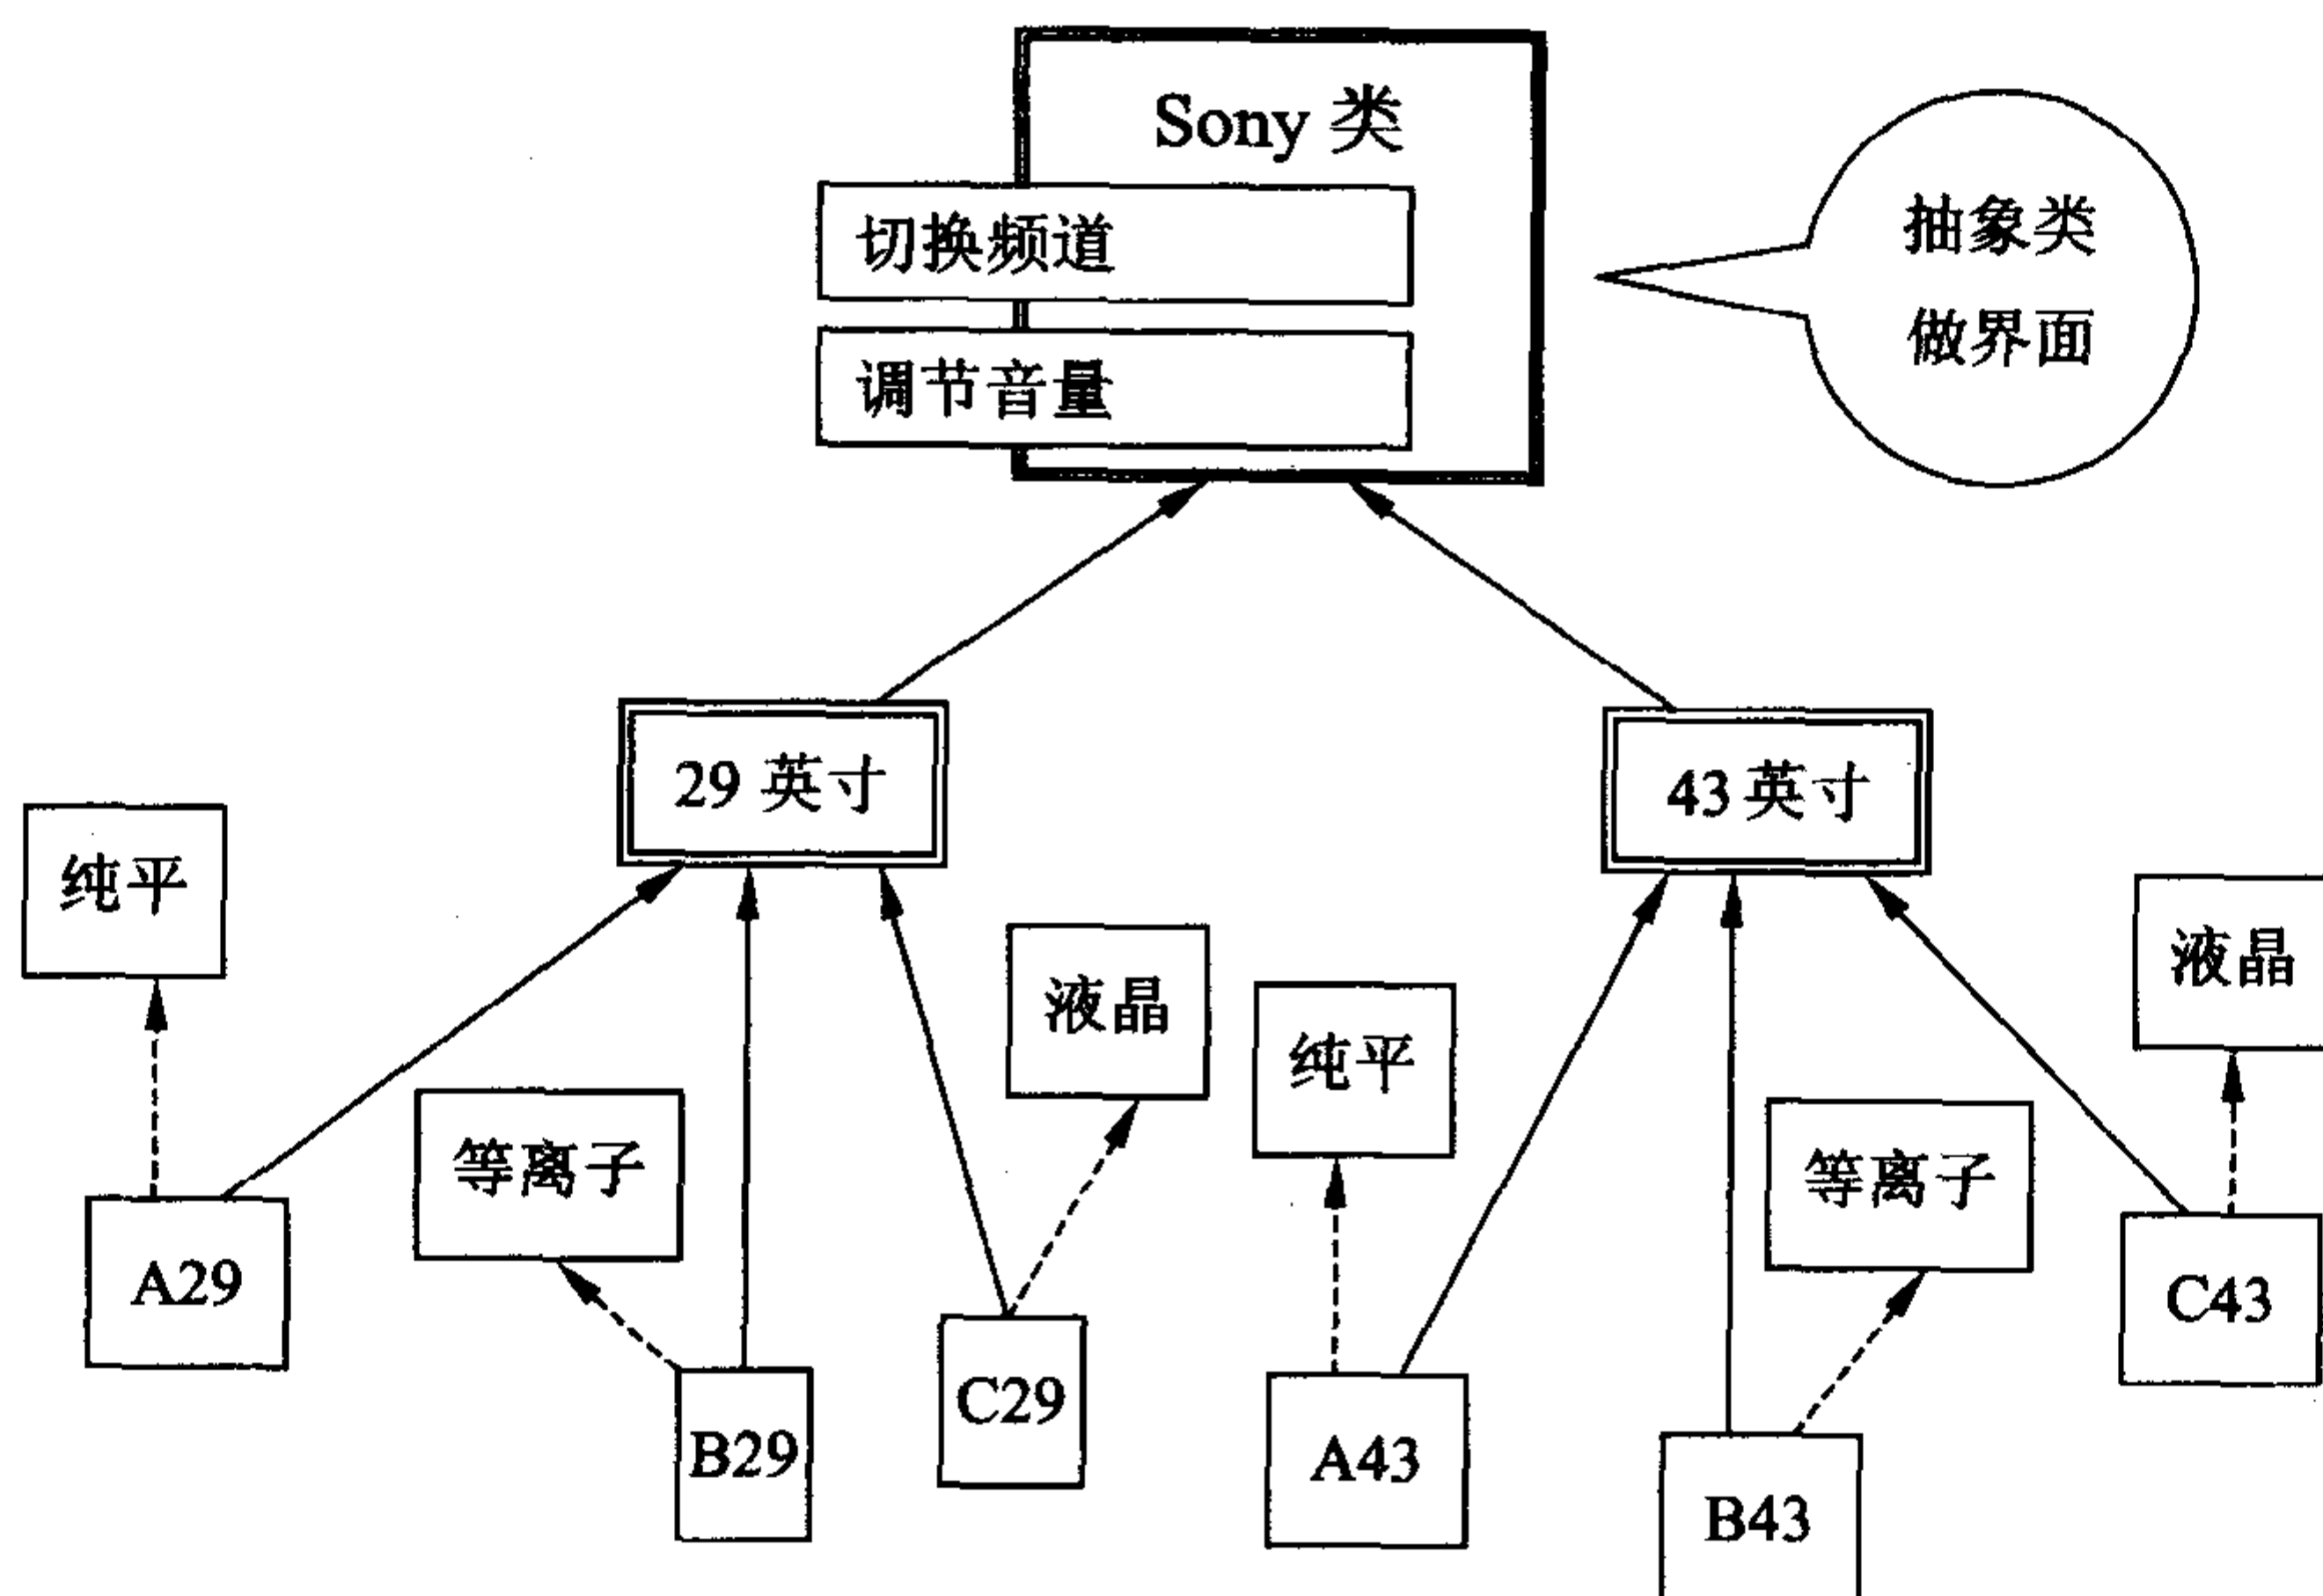 Sony 类
切换频道
调节音量
抽象类
做界面
29 英寸
43 英寸
纯平
液晶
液晶
纯平
等离子
等离子
A29
C43
C29
B29
A43
B43